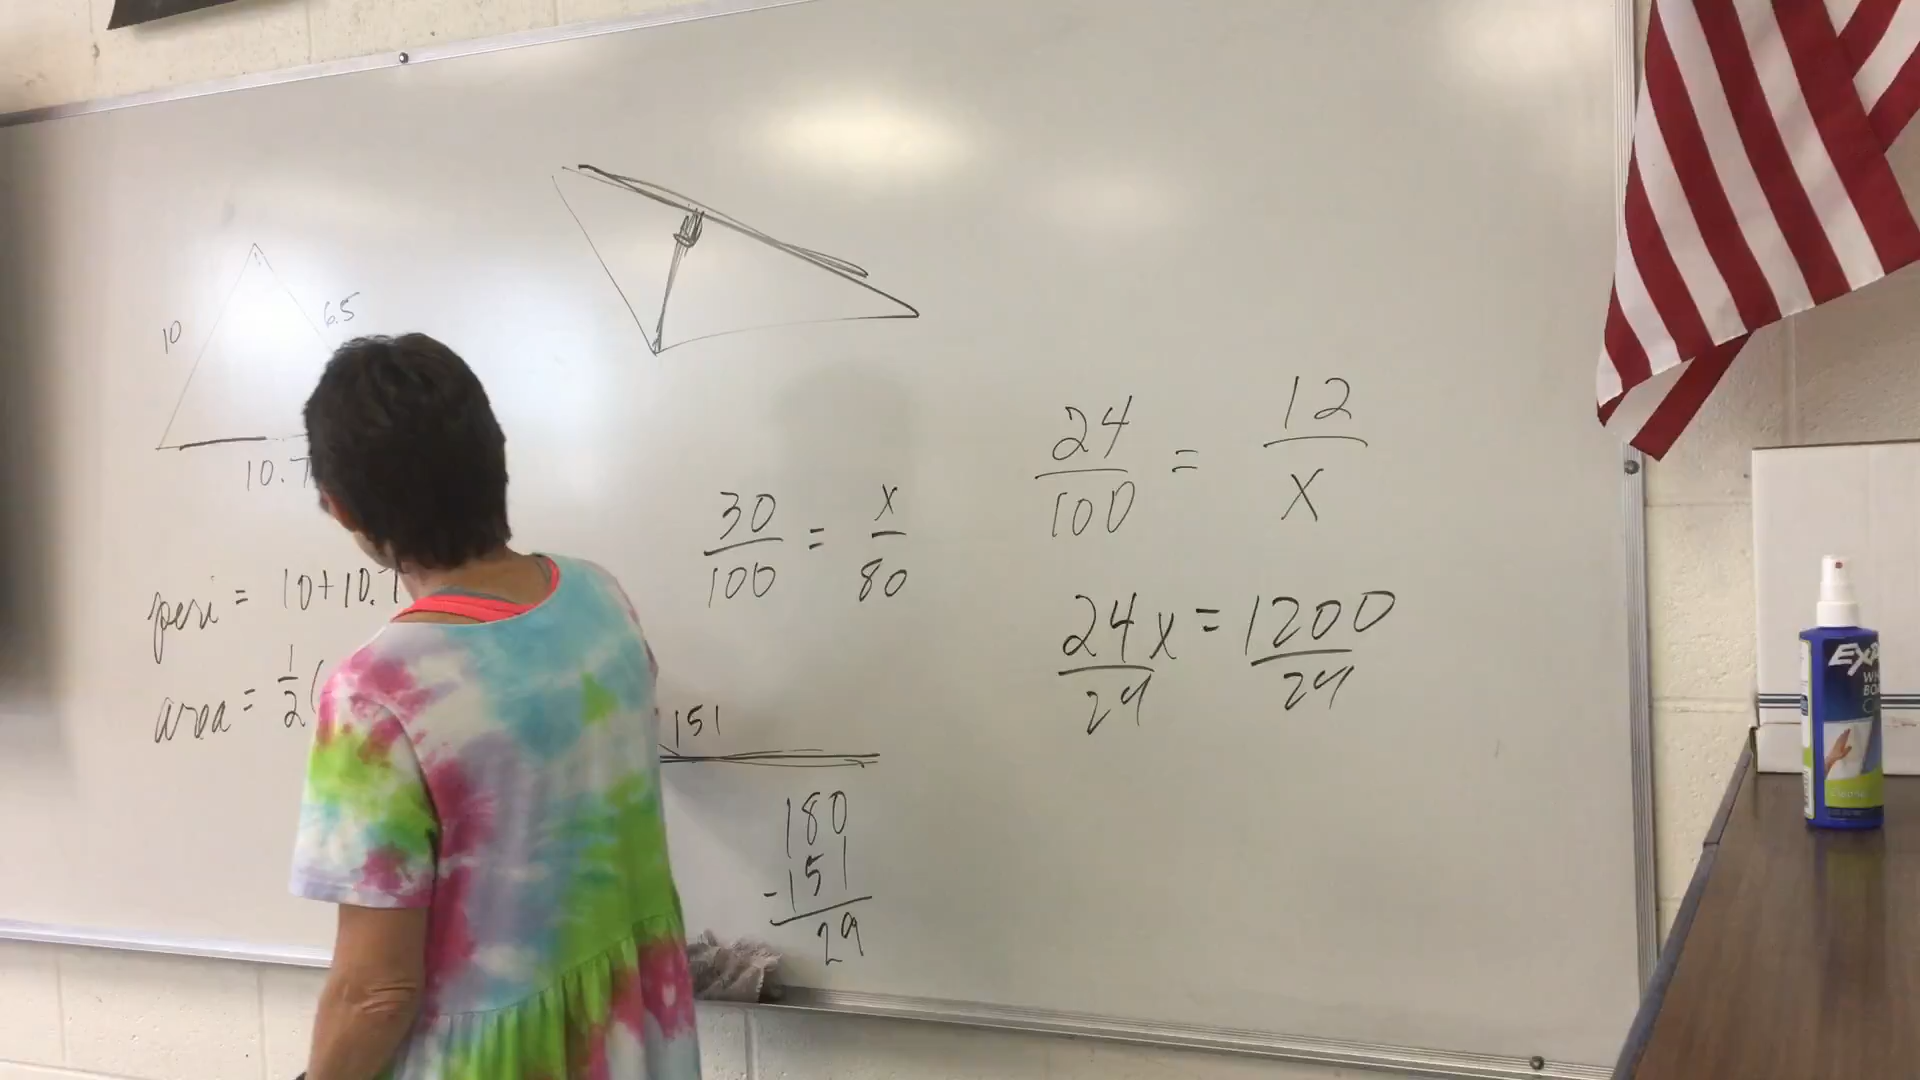 10
6.5
10.7
peri = 10+10.7
area = 1/2 (
30/100 = x/80
151
180
-151
29
24/100 = 12/x
24x/24 = 1200/24